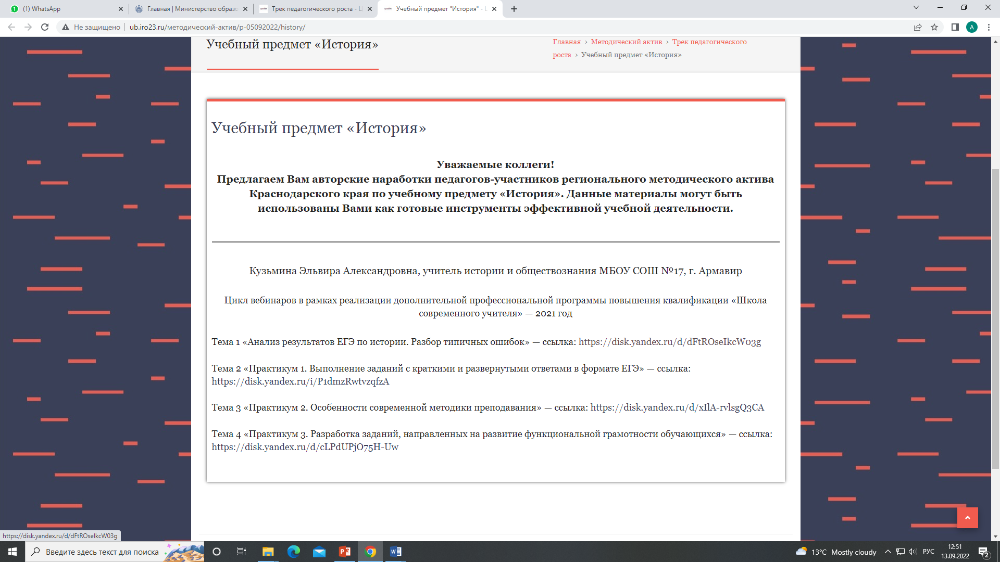 (1) WhatsApp
Главная | Министерство образо
Трек педагогического роста - Ц
Учебный предмет "История" - Ц
Не защищено
ub.iro23.ru/методический-актив/p-05092022/history/
A
Учебный предмет «История»
Главная › Методический актив › Трек педагогического
роста › Учебный предмет «История»
Учебный предмет «История»
Уважаемые коллеги!
Предлагаем Вам авторские наработки педагогов-участников регионального методического актива
Краснодарского края по учебному предмету «История». Данные материалы могут быть
использованы Вами как готовые инструменты эффективной учебной деятельности.
Кузьмина Эльвира Александровна, учитель истории и обществознания МБОУ СОШ №17, г. Армавир
Цикл вебинаров в рамках реализации дополнительной профессиональной программы повышения квалификации «Школа
современного учителя» — 2021 год
Тема 1 «Анализ результатов ЕГЭ по истории. Разбор типичных ошибок» — ссылка: https://disk.yandex.ru/d/dFtROseIkcW03g
Тема 2 «Практикум 1. Выполнение заданий с краткими и развернутыми ответами в формате ЕГЭ» — ссылка:
https://disk.yandex.ru/i/P1dmzRwtvzqfzA
Тема 3 «Практикум 2. Особенности современной методики преподавания» — ссылка: https://disk.yandex.ru/d/xIlA-rvlsgQ3CA
Тема 4 «Практикум 3. Разработка заданий, направленных на развитие функциональной грамотности обучающихся» — ссылка:
https://disk.yandex.ru/d/cLPdUPjO75H-Uw
https://disk.yandex.ru/d/dFtROseIkcW03g
Введите здесь текст для поиска
13°C Mostly cloudy
РУС
12:51
13.09.2022
2